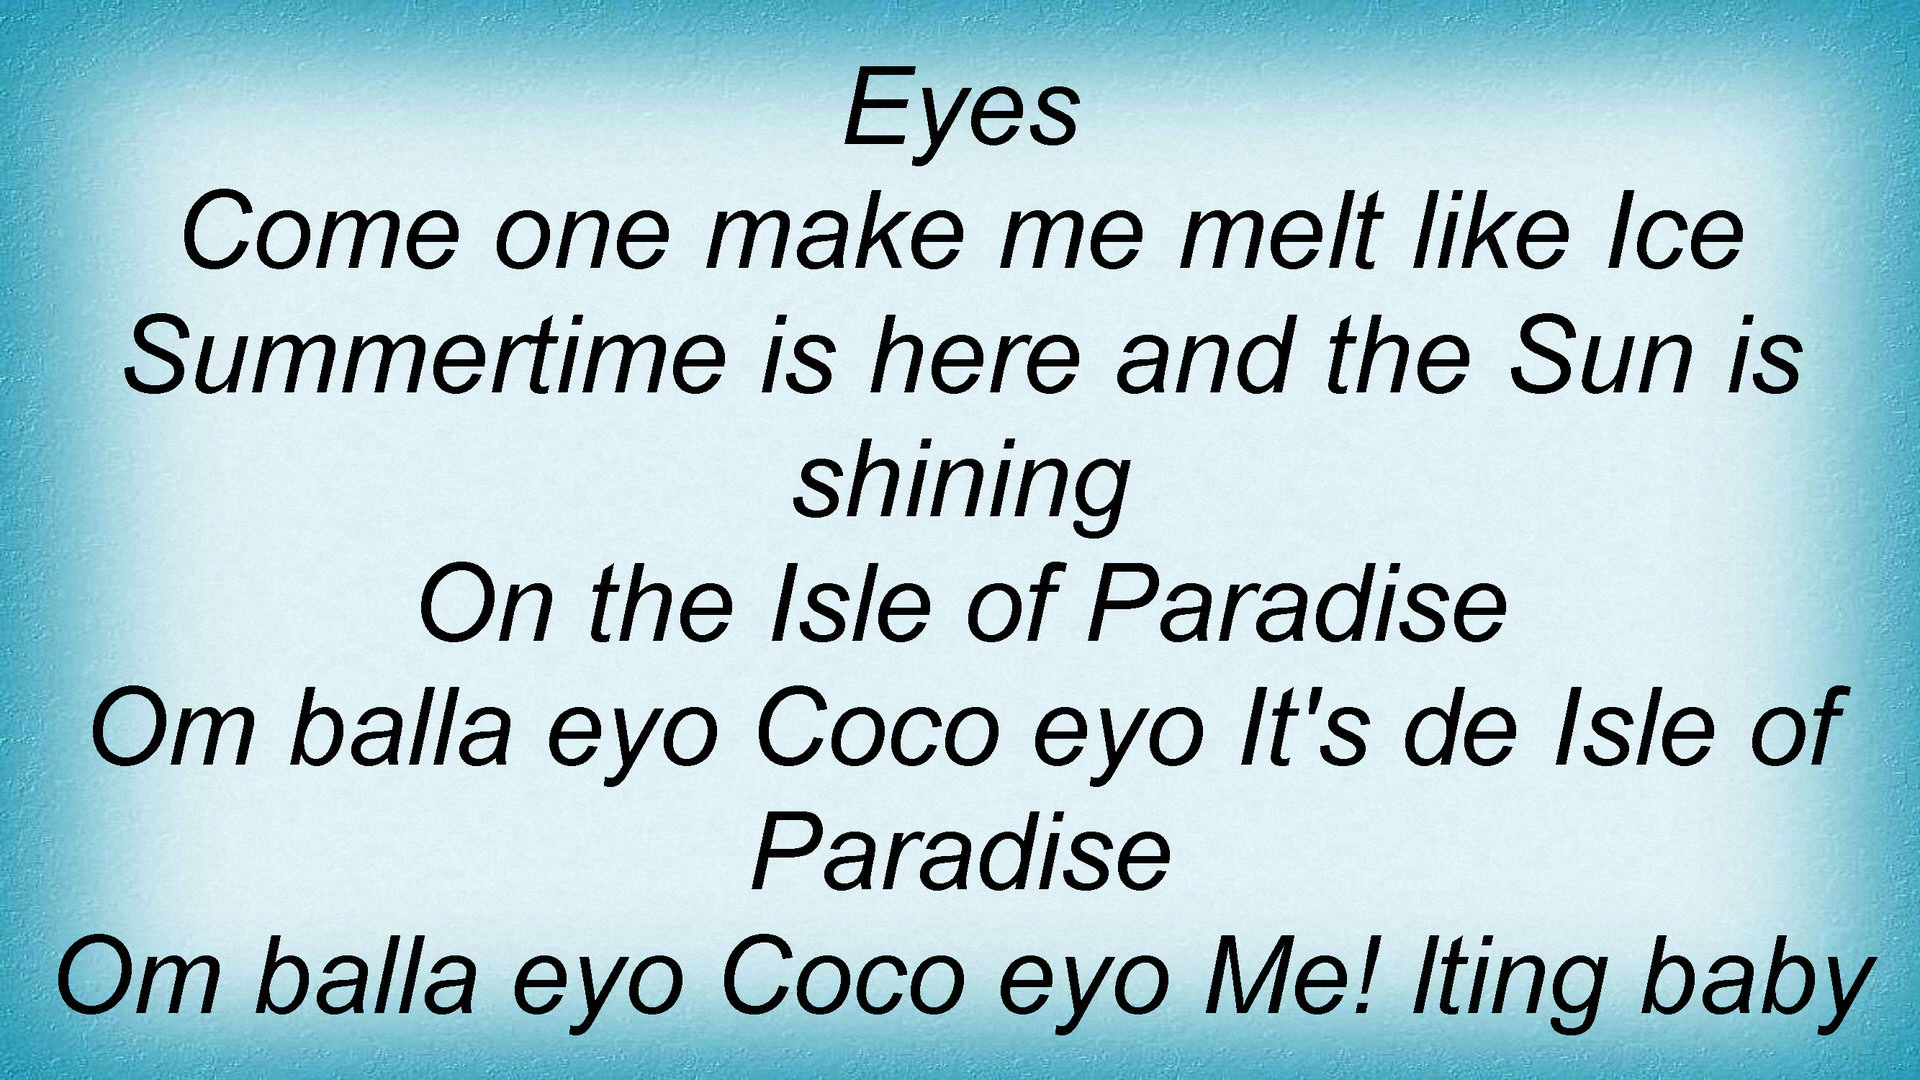 Eyes
Come one make me melt like Ice
Summertime is here and the Sun is
shining
On the Isle of Paradise
Om balla eyo Coco eyo It's de Isle of
Paradise
Om balla eyo Coco eyo Me! lting baby